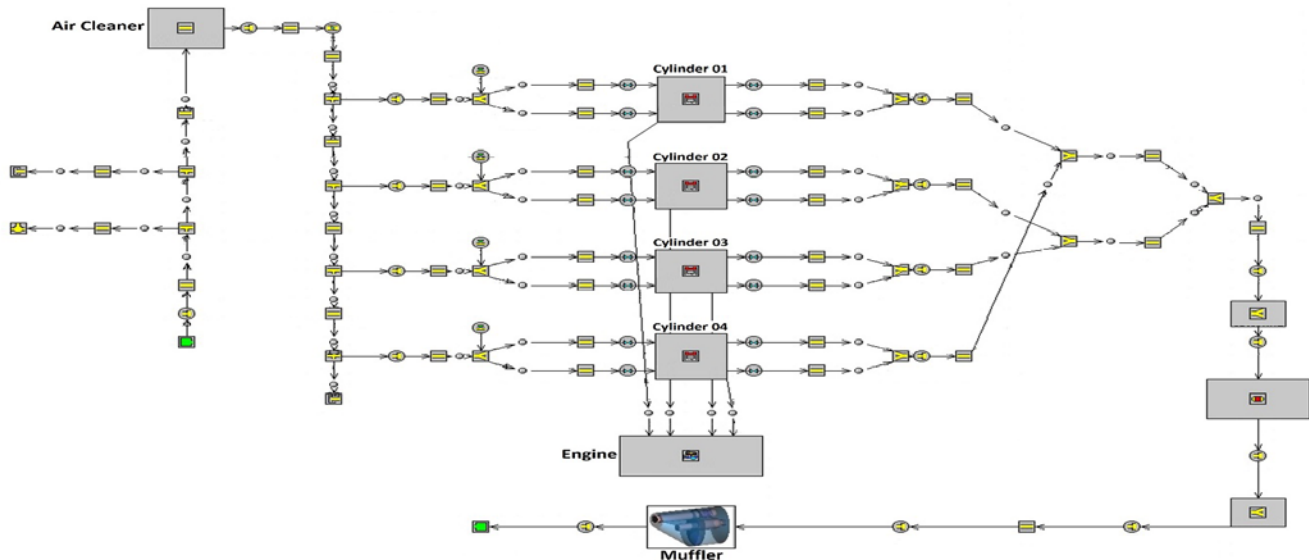 Air Cleaner
Cylinder 01
Cylinder 02
Cylinder 03
Cylinder 04
Engine
Muffler